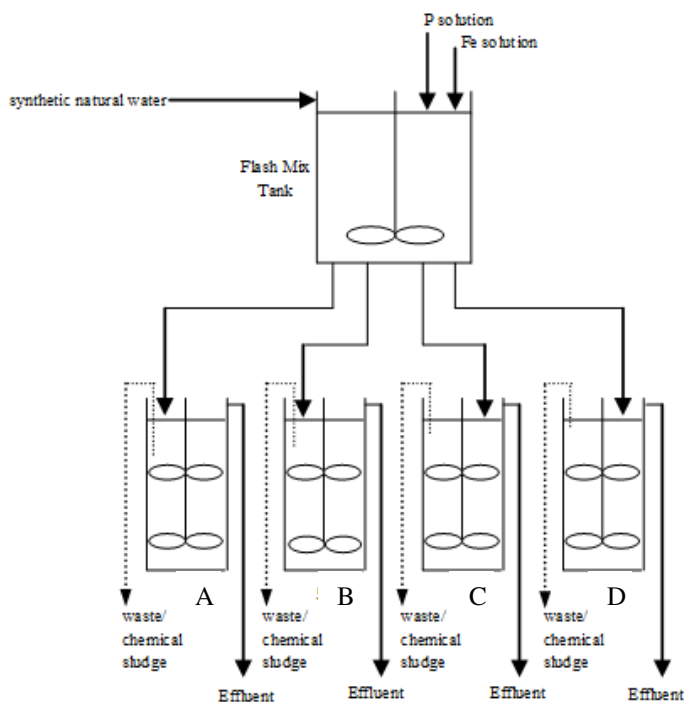 P solution
Fe solution
synthetic natural water
Flash Mix
Tank
A
B
C
D
waste/
chemical
sludge
waste/
chemical
sludge
waste/
chemical
sludge
waste/
chemical
sludge
Effluent
Effluent
Effluent
Effluent